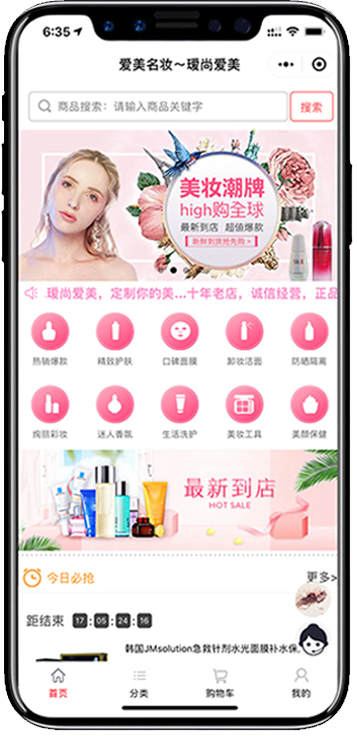 6:35
爱美名妆～瑷尚爱美
商品搜索：请输入商品关键字
搜索
美妆潮牌
high购全球
最新到店 超值爆款
新鲜到货抢先购 >
瑷尚爱美，定制你的美...十年老店，诚信经营，正品
热销爆款 精致护肤 口碑面膜 卸妆洁面 防晒隔离
绚丽彩妆 迷人香氛 生活洗护 美妆工具 美颜保健
最新到店
HOT SALE
今日必抢 更多>
距结束 17:05:24:16
韩国JMsolution急救针剂水光面膜补水保
首页 分类 购物车 我的